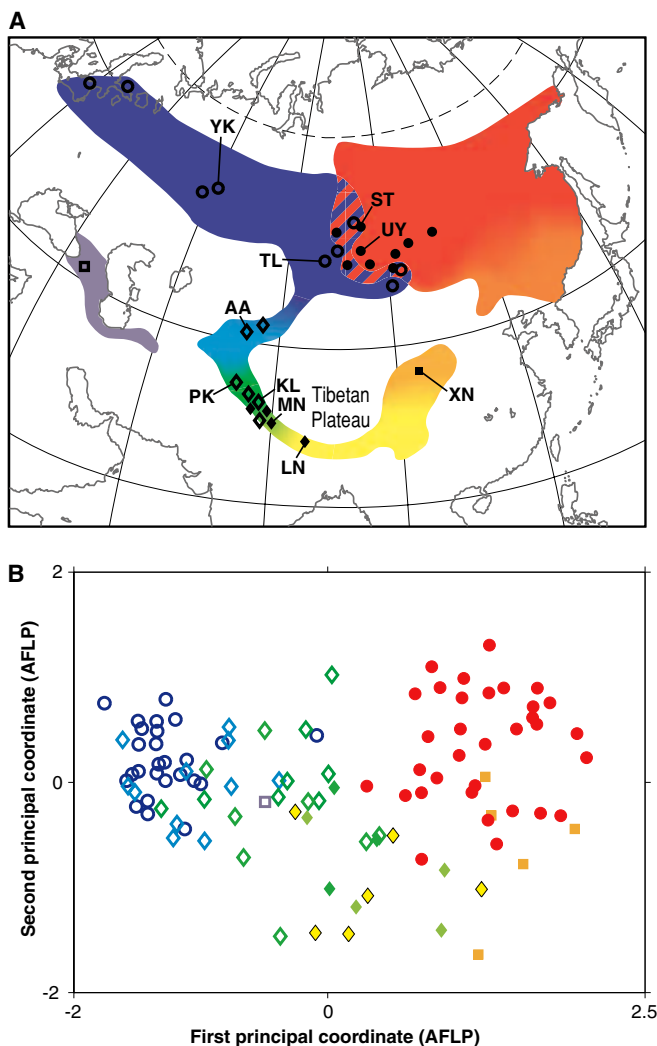 A
YK
ST
UY
TL
AA
PK
KL
MN
Tibetan
Plateau
XN
LN
B
2
Second principal coordinate (AFLP)
0
-2
-2
0
2.5
First principal coordinate (AFLP)